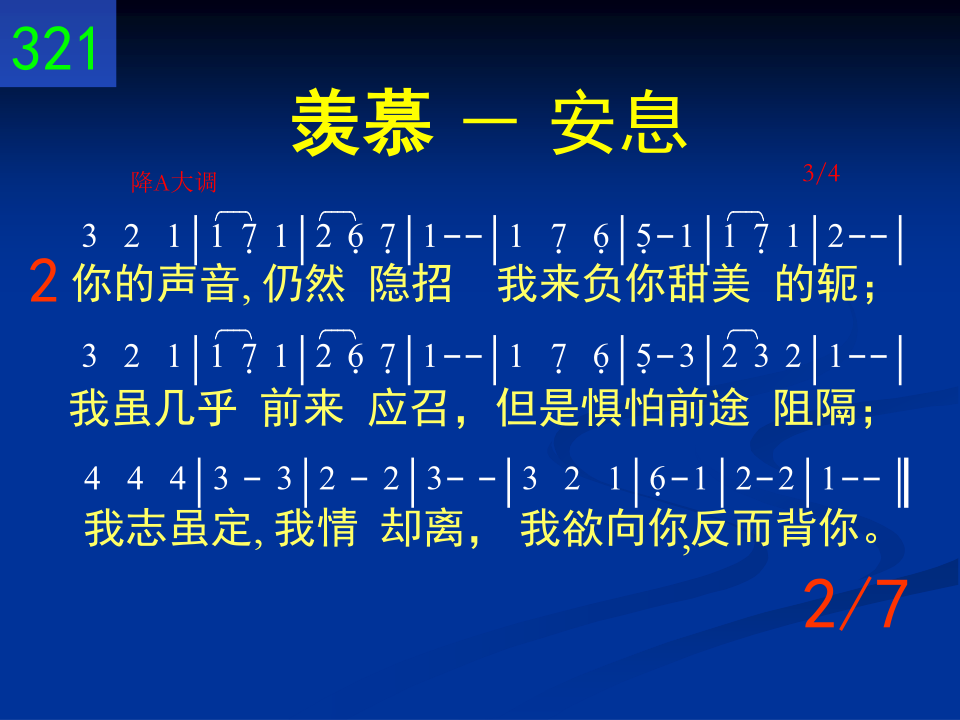 321
羡慕 － 安息
降A大调 3/4
3 2 1|1 7̣ 1|2 6̣ 7̣|1--|1 7̣ 6̣|5̣-1|1 7̣ 1|2--|
2 你的声音, 仍然 隐招 我来负你甜美 的轭；
3 2 1|1 7̣ 1|2 6̣ 7̣|1--|1 7̣ 6̣|5̣-3|2 3 2|1--|
我虽几乎 前来 应召，但是惧怕前途 阻隔；
4 4 4|3 - 3|2 - 2|3- -|3 2 1|6̣-1|2-2|1--‖
我志虽定, 我情 却离， 我欲向你,反而背你。
2/7